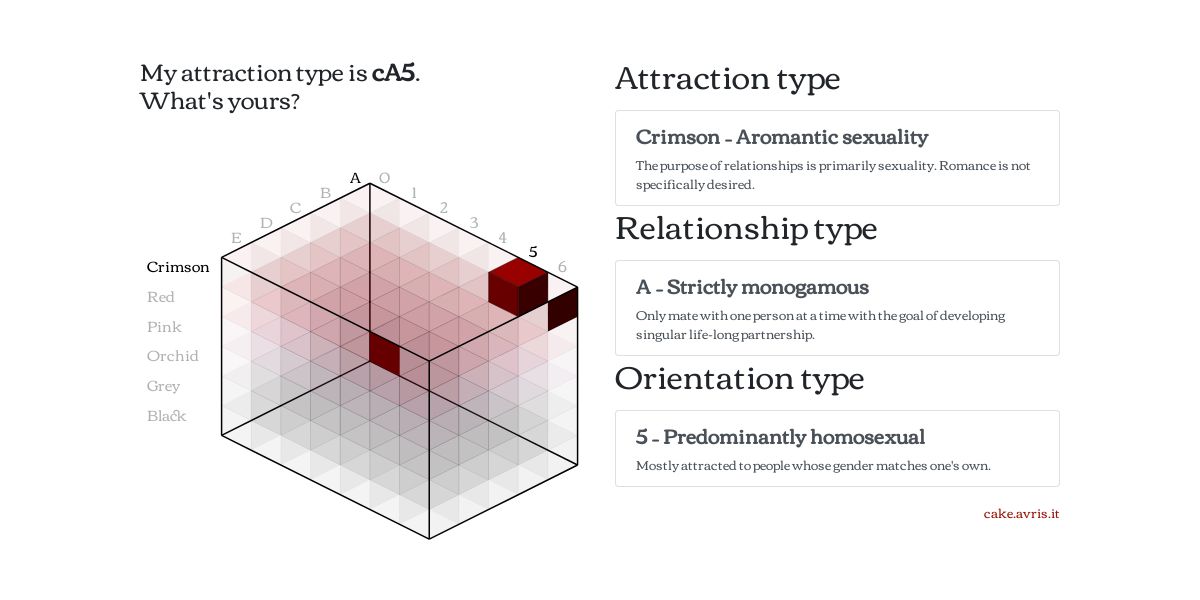 My attraction type is cA5.
What's yours?
A O
B 1
C 2
D 3
E 4
5
6
Crimson
Red
Pink
Orchid
Grey
Black
Attraction type
Crimson - Aromantic sexuality
The purpose of relationships is primarily sexuality. Romance is not
specifically desired.
Relationship type
A - Strictly monogamous
Only mate with one person at a time with the goal of developing
singular life-long partnership.
Orientation type
5 - Predominantly homosexual
Mostly attracted to people whose gender matches one's own.
cake.avris.it